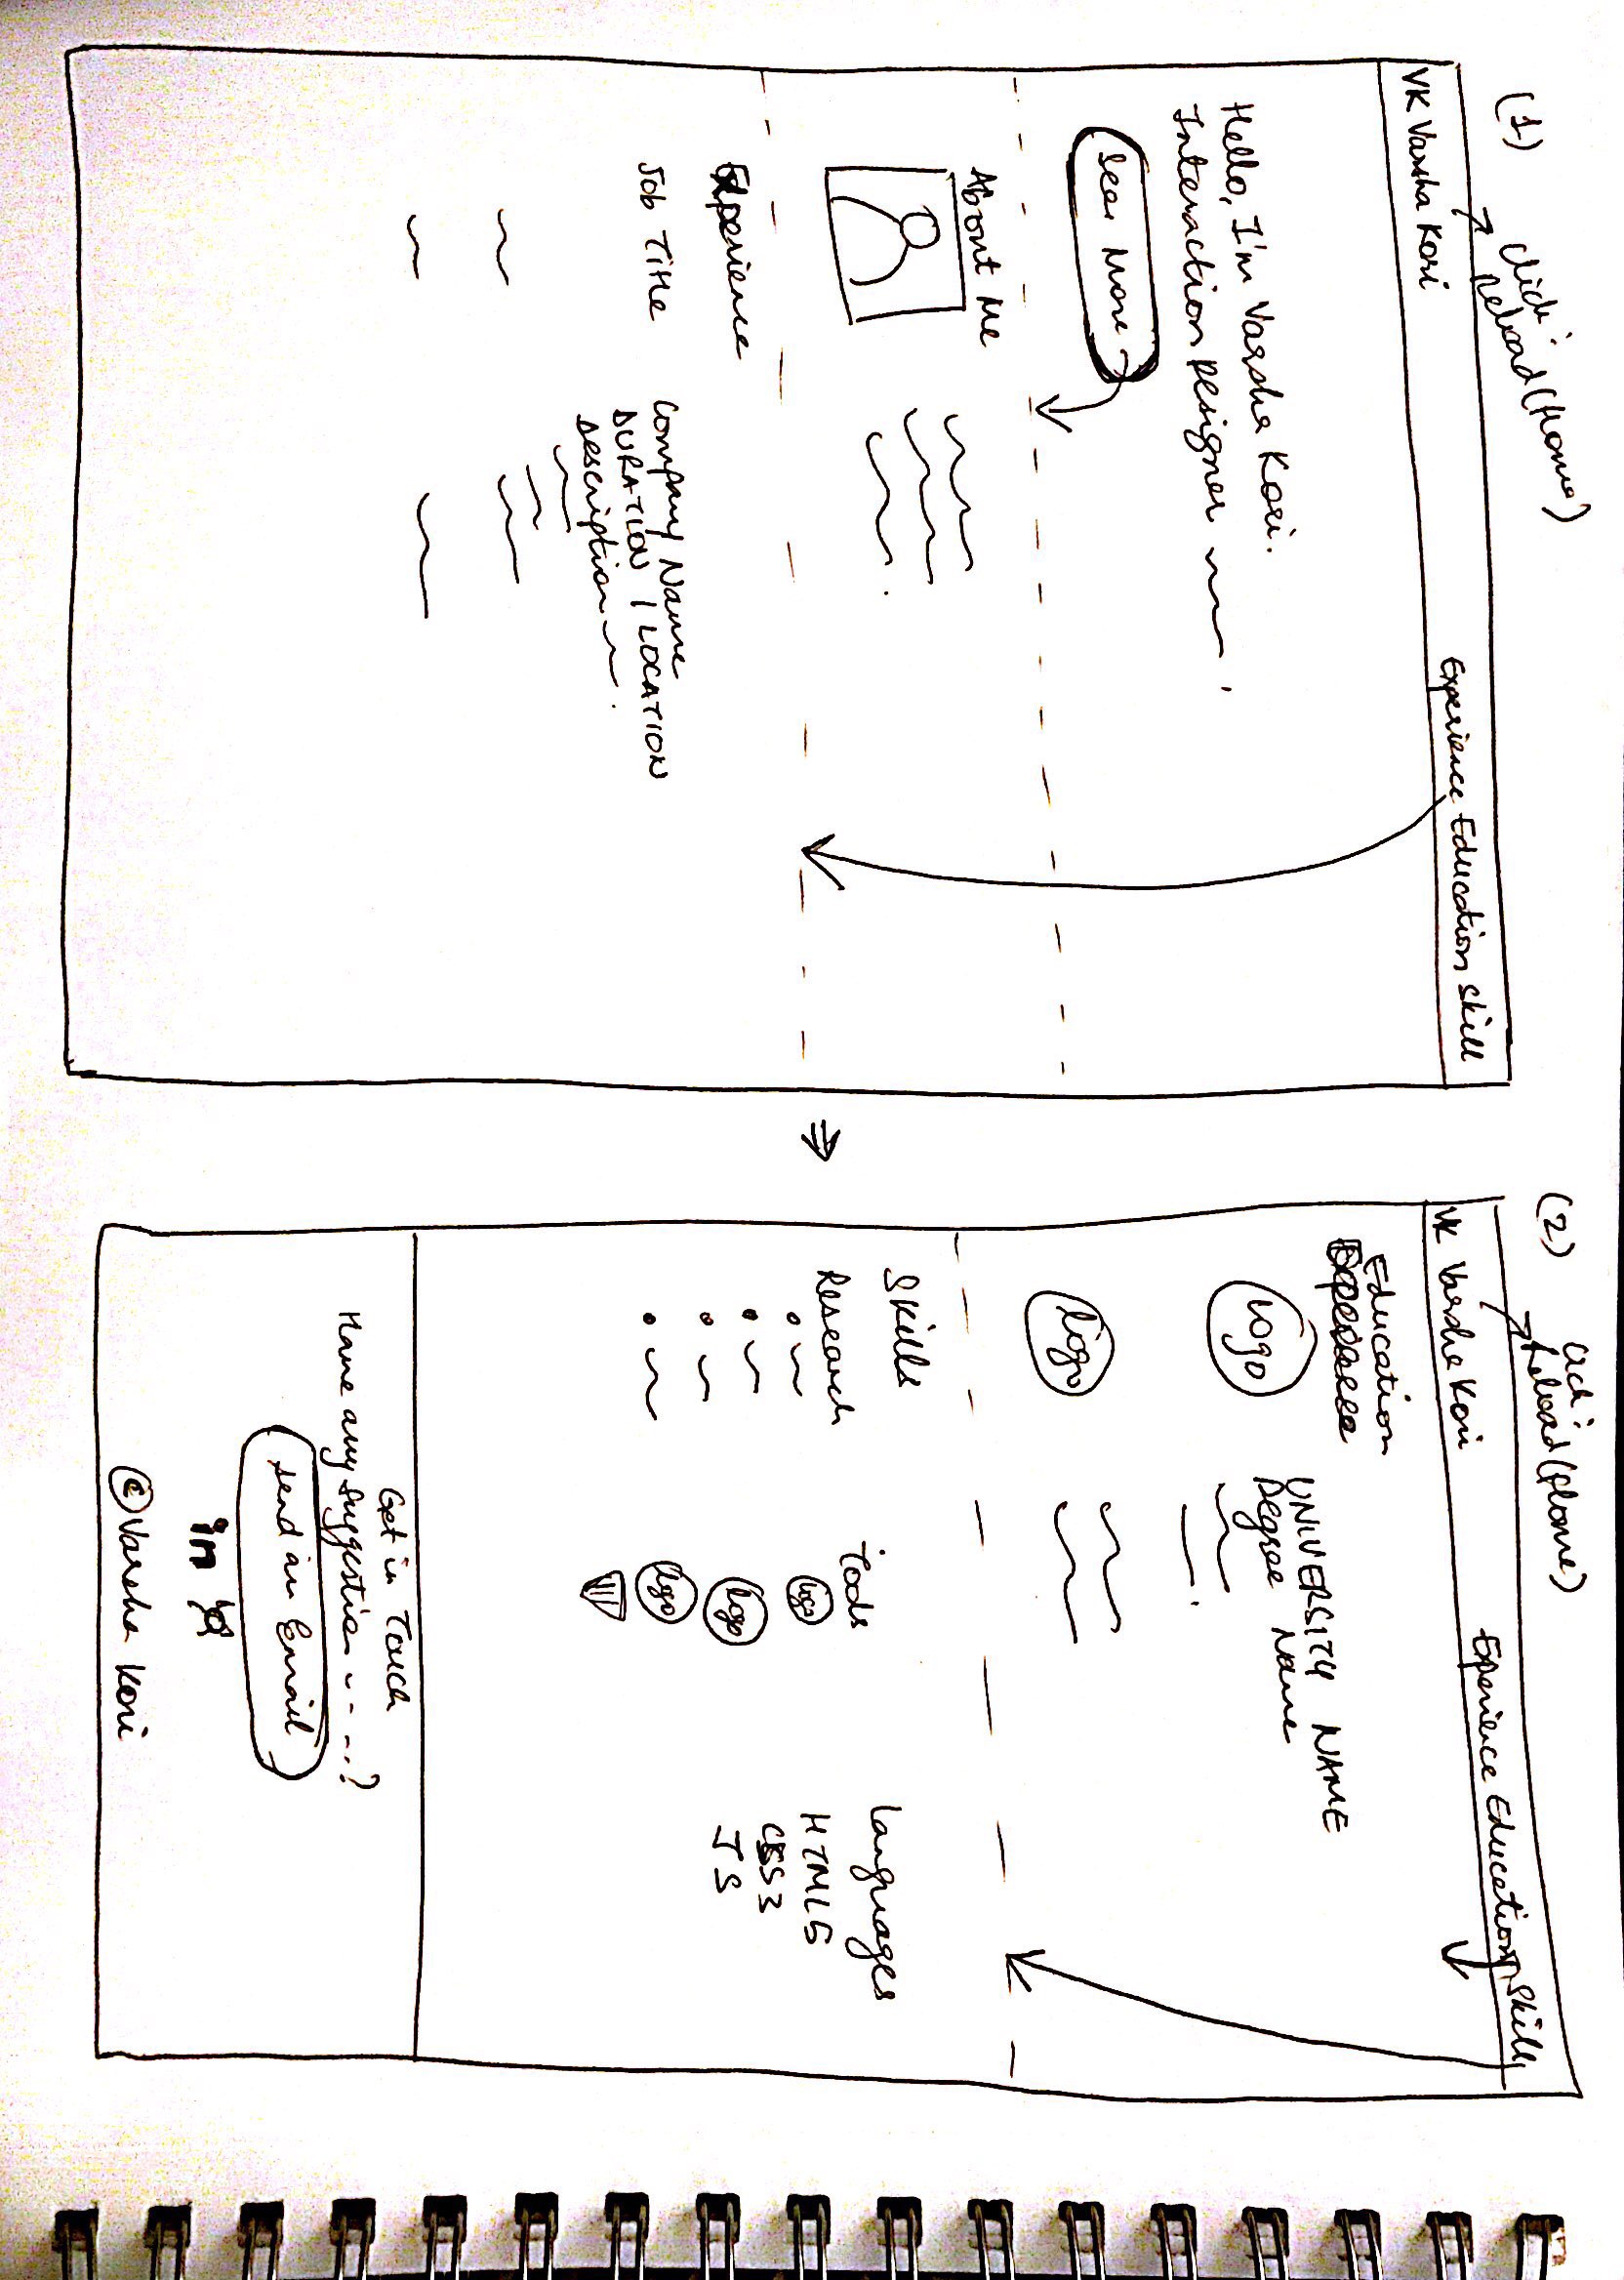 (1)
click:
reload (Home)
VK Varsha Kori
Experience Education Skill
Hello, I'm Varsha Kori.
Interaction Designer
See More
About Me
Experience
Job Title
Company Name
DURATION | LOCATION
Description
(2)
click:
reload (Home)
VK Varsha Kori
Experience Education Skill
Education
Logo
UNIVERSITY NAME
Degree Name
Logo
Skills
Research
Tools
Languages
Logo
HTML5
Logo
CSS3
Logo
JS
Get in Touch
Have any suggestion ---?
send an Email
in
© Varsha Kori